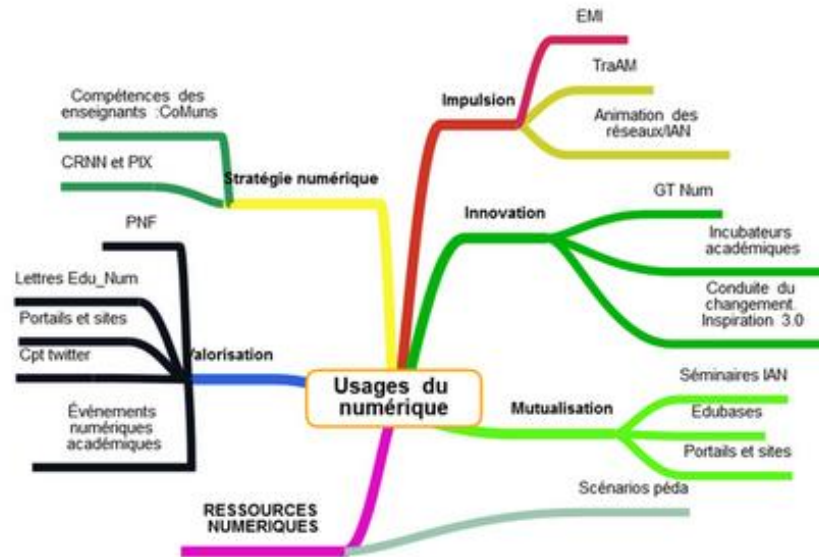 Usages du
numérique
Impulsion
EMI
TraAM
Animation des
réseaux/IAN
Innovation
GT Num
Incubateurs
académiques
Conduite du
changement.
Inspiration 3.0
Mutualisation
Séminaires IAN
Edubases
Portails et sites
RESSOURCES
NUMERIQUES
Scénarios péda
Valorisation
PNF
Lettres Edu_Num
Portails et sites
Cpt twitter
Événements
numériques
académiques
Stratégie numérique
Compétences des
enseignants :CoMuns
CRNN et PIX